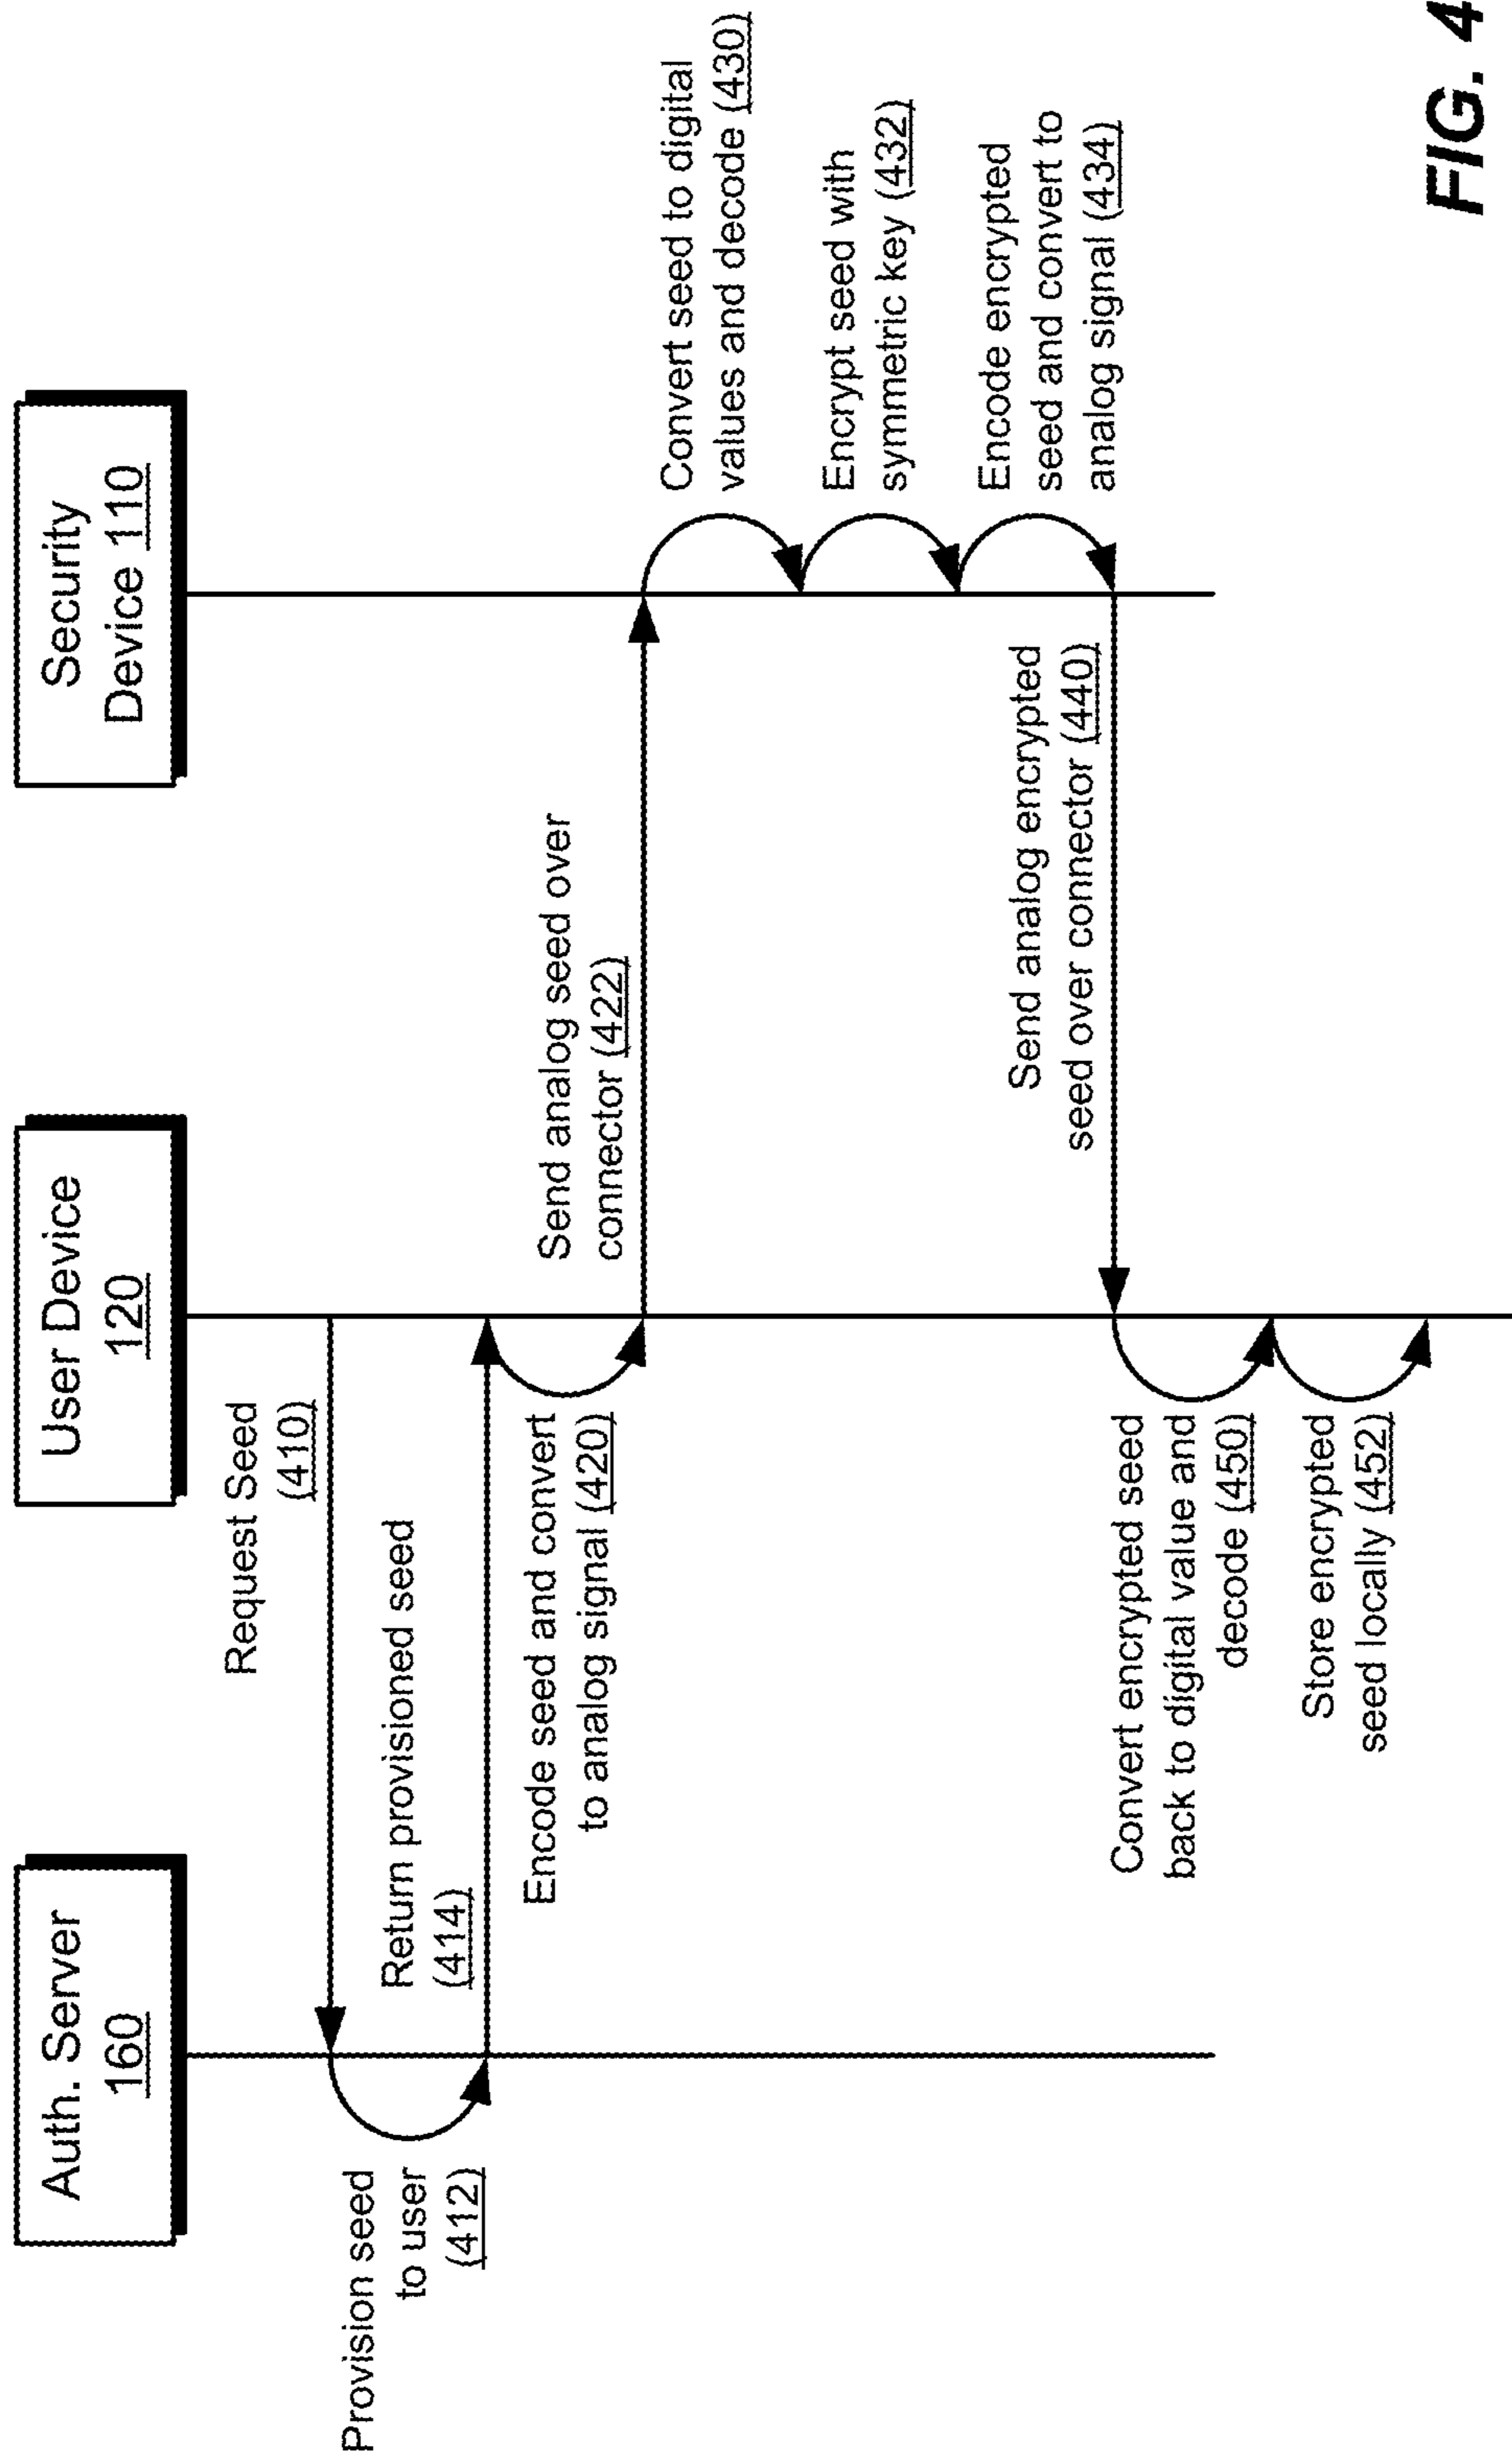 Auth. Server
160
User Device
120
Security
Device 110
Request Seed
(410)
Provision seed
to user
(412)
Return provisioned seed
(414)
Encode seed and convert
to analog signal (420)
Send analog seed over
connector (422)
Convert seed to digital
values and decode (430)
Encrypt seed with
symmetric key (432)
Encode encrypted
seed and convert to
analog signal (434)
Send analog encrypted
seed over connector (440)
Convert encrypted seed
back to digital value and
decode (450)
Store encrypted
seed locally (452)
FIG. 4